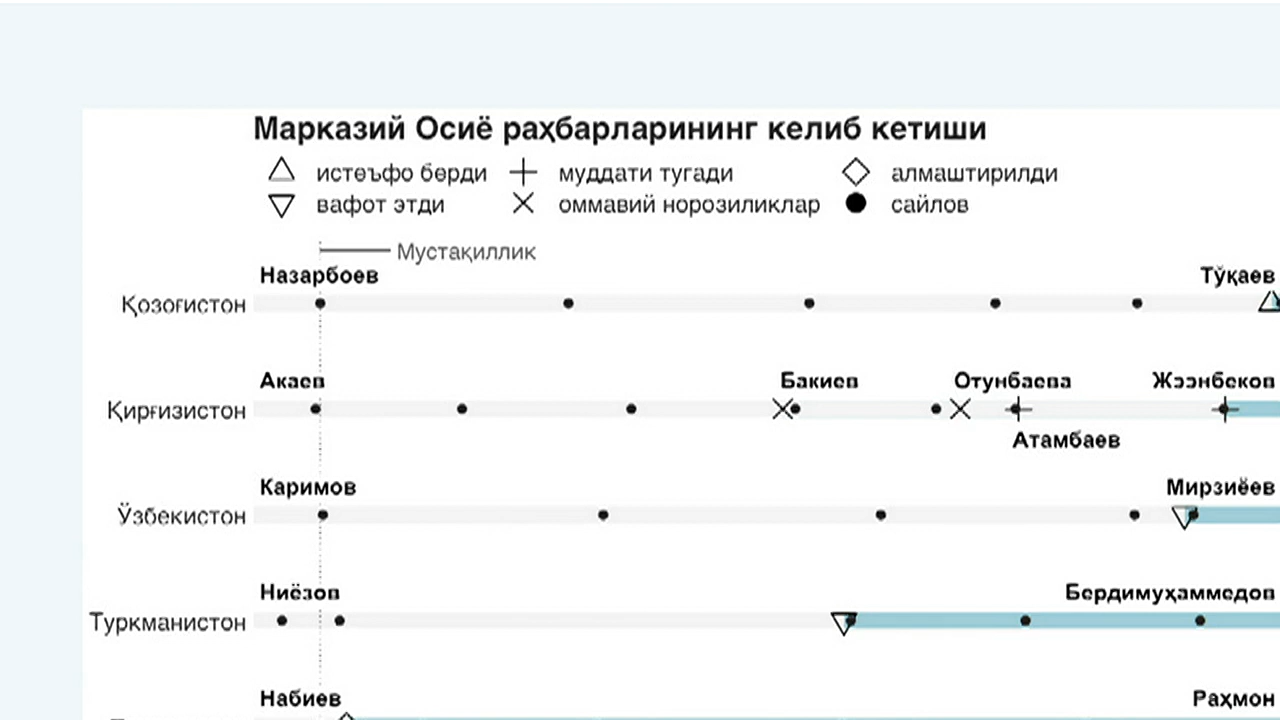 Марказий Осиё раҳбарларининг келиб кетиши
истеъфо берди муддати тугади алмаштирилди
вафот этди оммавий норозиликлар сайлов
Мустақиллик
Назарбоев Тўқаев
Қозоғистон
Акаев Бакиев Отунбаева Жээнбеков
Қирғизистон
Атамбаев
Каримов Мирзиёев
Ўзбекистон
Ниёзов Бердимуҳаммедов
Туркманистон
Набиев Раҳмон